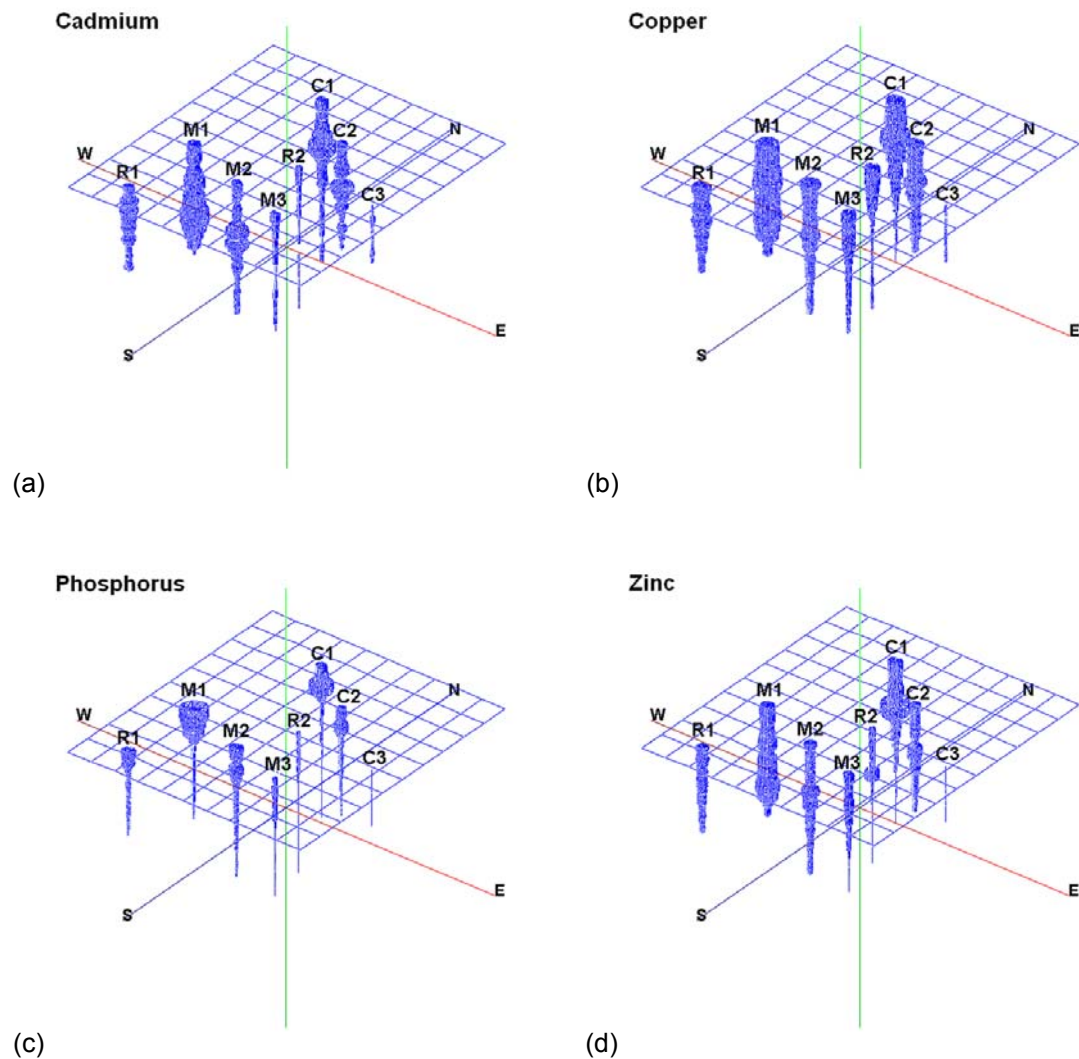 Cadmium
C1
C2
N
M1
W
R2
R1
M2
M3
C3
E
S
(a)
Copper
C1
C2
N
M1
W
R2
R1
M2
M3
C3
E
S
(b)
Phosphorus
C1
N
M1
C2
W
R2
R1
M2
M3
C3
E
S
(c)
Zinc
C1
N
M1
C2
W
R2
R1
M2
M3
C3
E
S
(d)